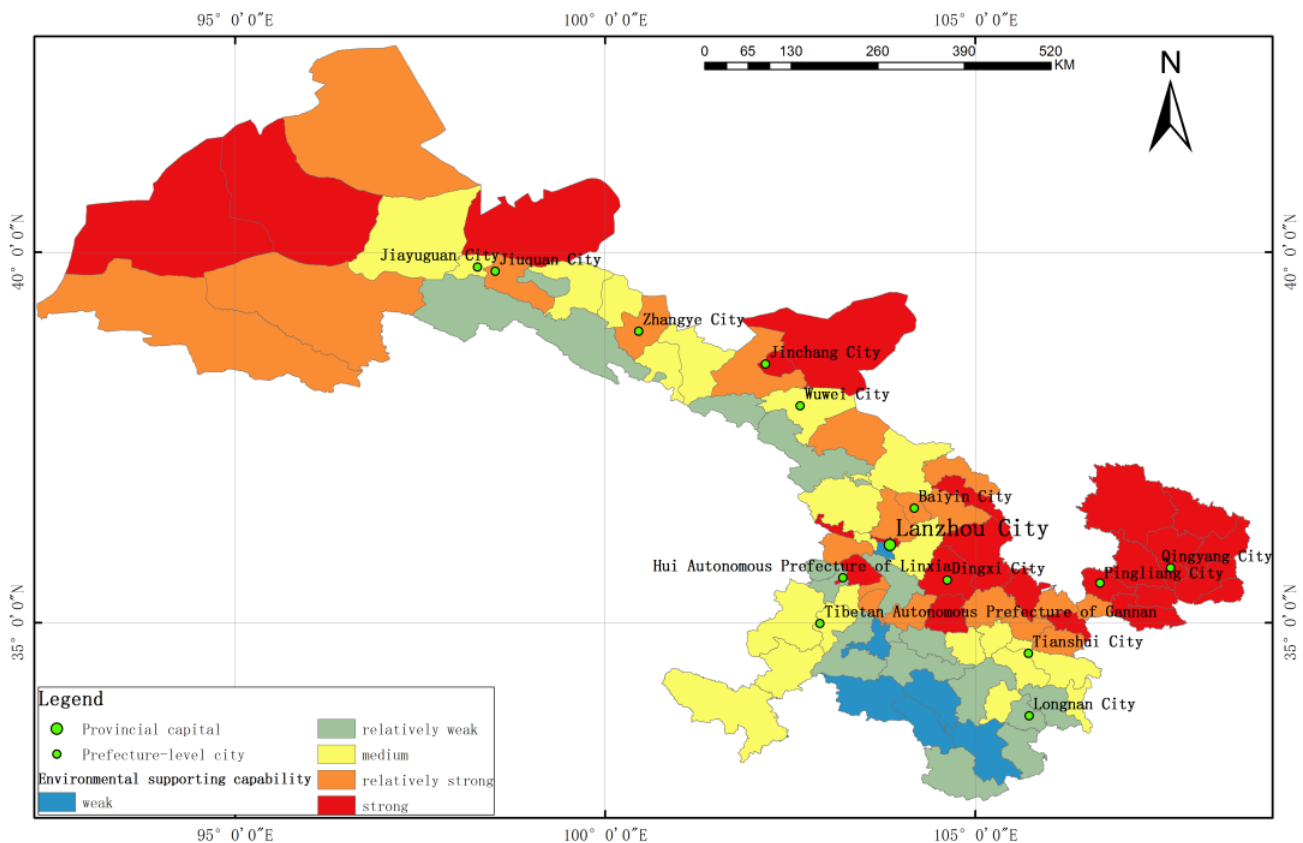 95° 0'0"E
100° 0'0"E
105° 0'0"E
0 65 130 260 390 520
KM
N
40° 0'0"N
40° 0'0"N
Jiayuguan City
Jiuquan City
Zhangye City
Jinchang City
Wuwei City
Baiyin City
Lanzhou City
Hui Autonomous Prefecture of Linxia
Dingxi City
Qingyang City
Pingliang City
Tibetan Autonomous Prefecture of Gannan
35° 0'0"N
35° 0'0"N
Tianshui City
Longnan City
Legend
Provincial capital
Prefecture-level city
Environmental supporting capability
weak
relatively weak
medium
relatively strong
strong
95° 0'0"E
100° 0'0"E
105° 0'0"E